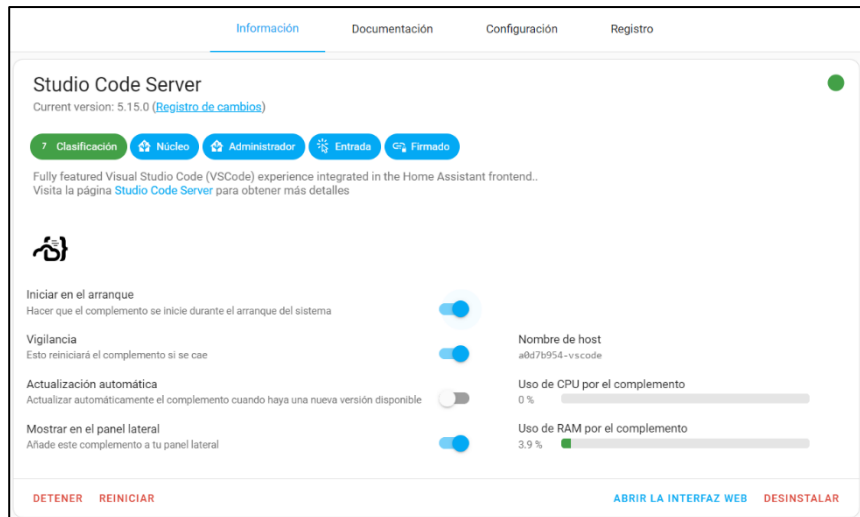 Información Documentación Configuración Registro
Studio Code Server
Current version: 5.15.0 (Registro de cambios)
7 Clasificación Núcleo Administrador Entrada Firmado
Fully featured Visual Studio Code (VSCode) experience integrated in the Home Assistant frontend..
Visita la página Studio Code Server para obtener más detalles
Iniciar en el arranque
Hacer que el complemento se inicie durante el arranque del sistema
Vigilancia
Esto reiniciará el complemento si se cae
Nombre de host
a0d7b954-vscode
Actualización automática
Actualizar automáticamente el complemento cuando haya una nueva versión disponible
Uso de CPU por el complemento
0 %
Mostrar en el panel lateral
Añade este complemento a tu panel lateral
Uso de RAM por el complemento
3.9 %
DETENER REINICIAR ABRIR LA INTERFAZ WEB DESINSTALAR